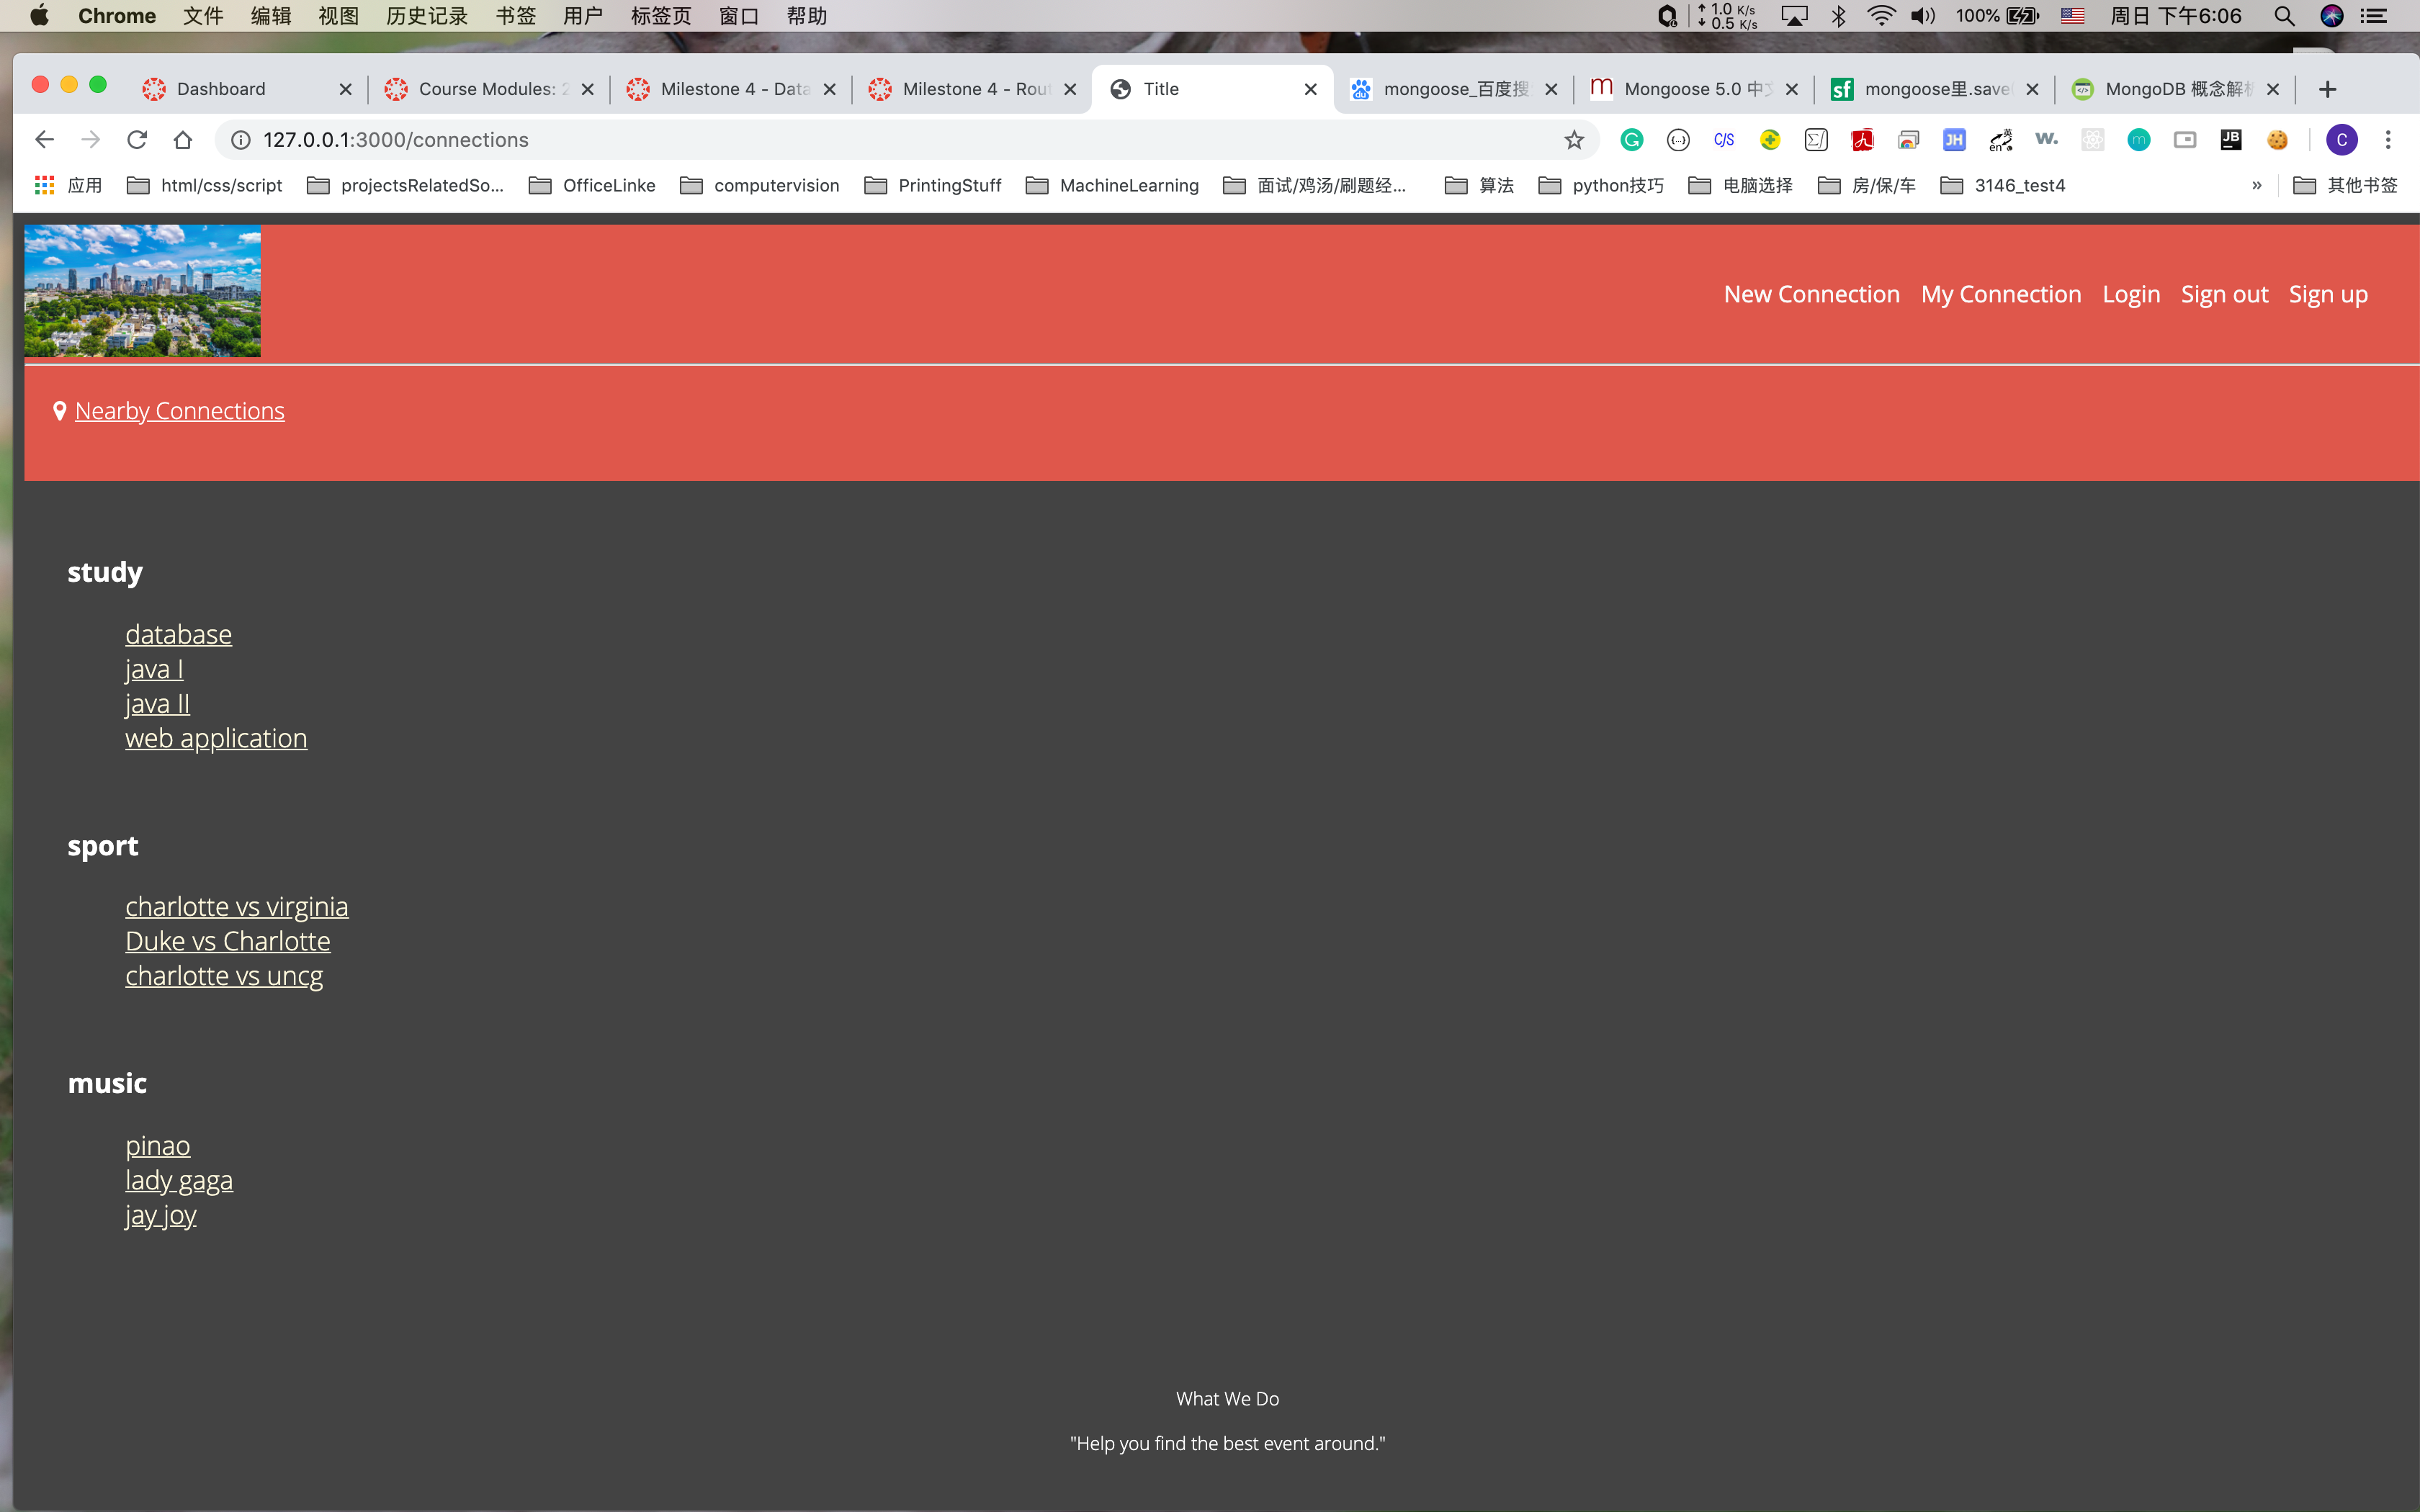 Chrome 文件 编辑 视图 历史记录 书签 用户 标签页 窗口 帮助 1.0 K/s 0.5 K/s 100% 周日 下午6:06
Dashboard Course Modules: 2 Milestone 4 - Data Milestone 4 - Rout Title mongoose_百度搜 Mongoose 5.0 中文 mongoose里.save( MongoDB 概念解析
127.0.0.1:3000/connections
应用 html/css/script projectsRelatedSo... OfficeLinke computervision PrintingStuff MachineLearning 面试/鸡汤/刷题经... 算法 python技巧 电脑选择 房/保/车 3146_test4 » 其他书签
New Connection My Connection Login Sign out Sign up
Nearby Connections
study
database
java I
java II
web application
sport
charlotte vs virginia
Duke vs Charlotte
charlotte vs uncg
music
pinao
lady gaga
jay joy
What We Do
"Help you find the best event around."